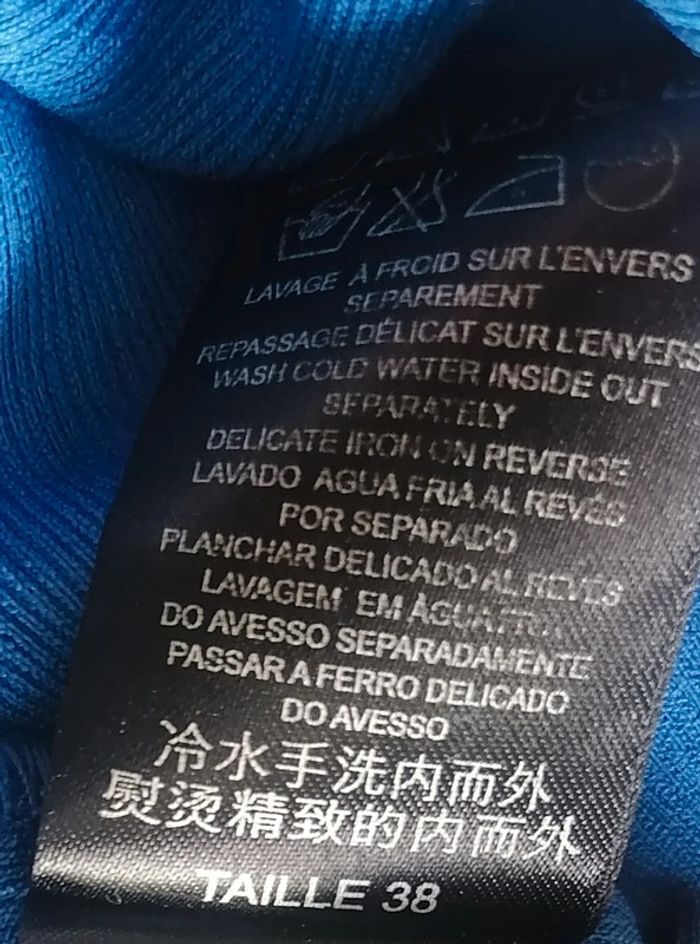 LAVAGE À FROID SUR L'ENVERS
SEPAREMENT
REPASSAGE DÉLICAT SUR L'ENVERS
WASH COLD WATER INSIDE OUT
SEPARATELY
DELICATE IRON ON REVERSE
LAVADO AGUA FRIA AL REVÉS
POR SEPARADO
PLANCHAR DELICADO AL REVÉS
LAVAGEM EM ÁGUA
DO AVESSO SEPARADAMENTE
PASSAR A FERRO DELICADO
DO AVESSO
冷水手洗内而外
熨烫精致的内而外
TAILLE 38